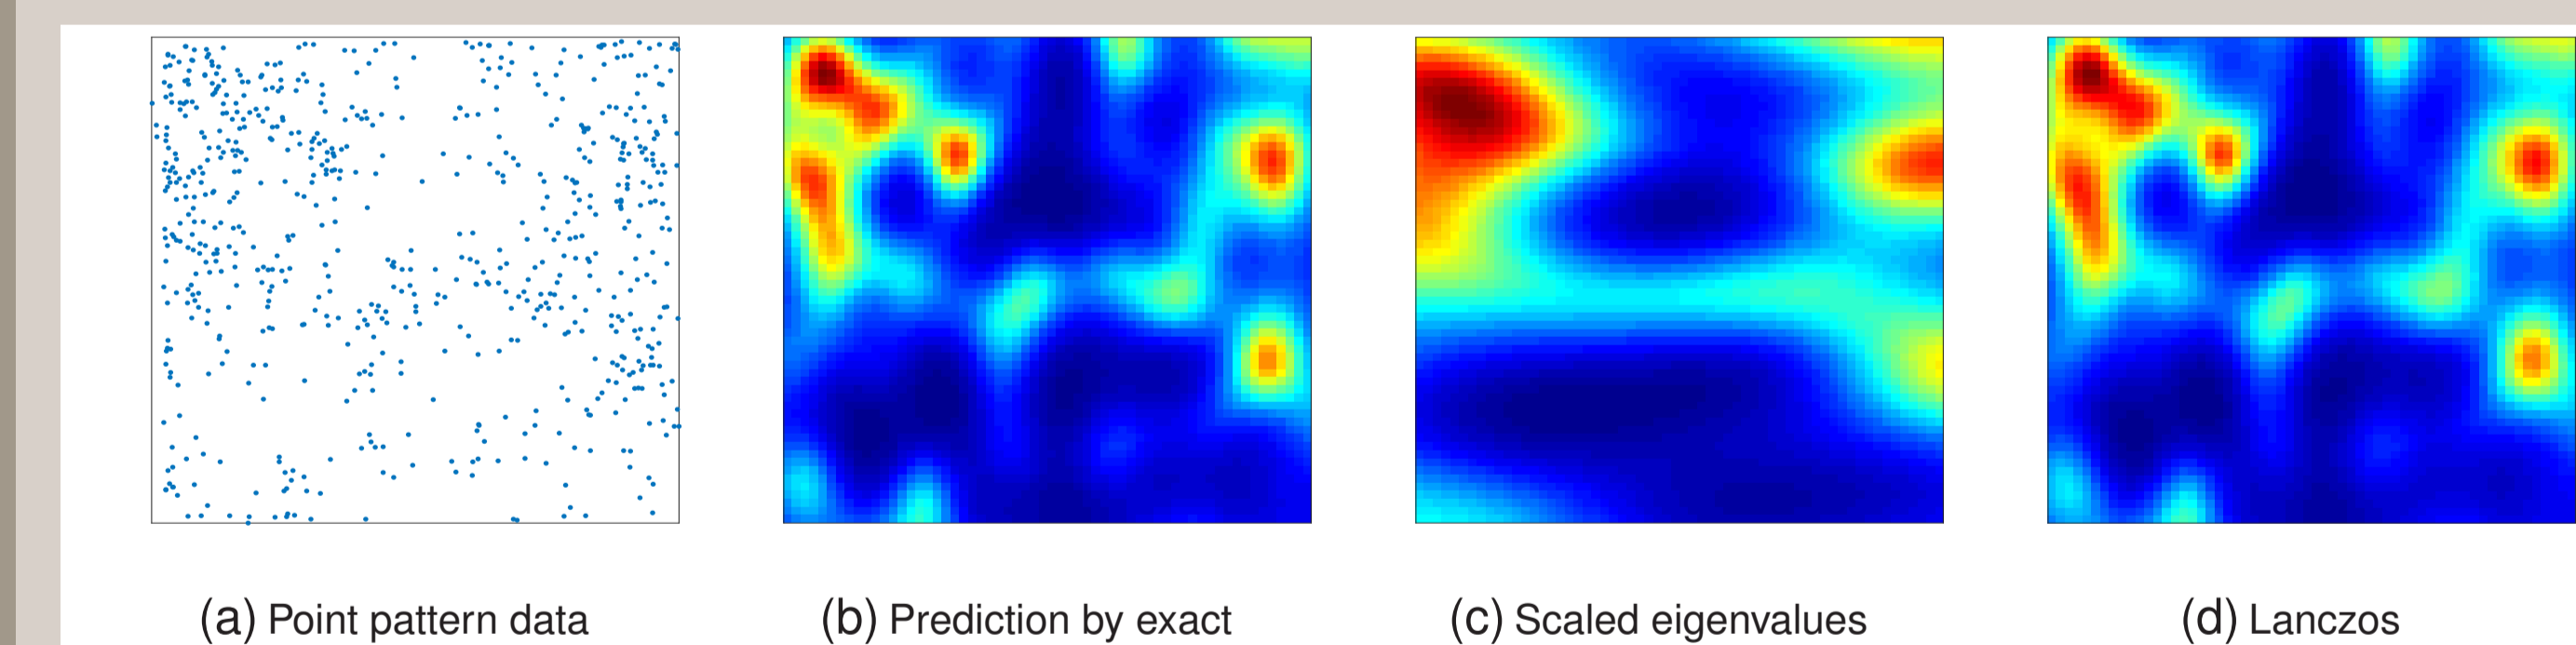 (a) Point pattern data
(b) Prediction by exact
(c) Scaled eigenvalues
(d) Lanczos